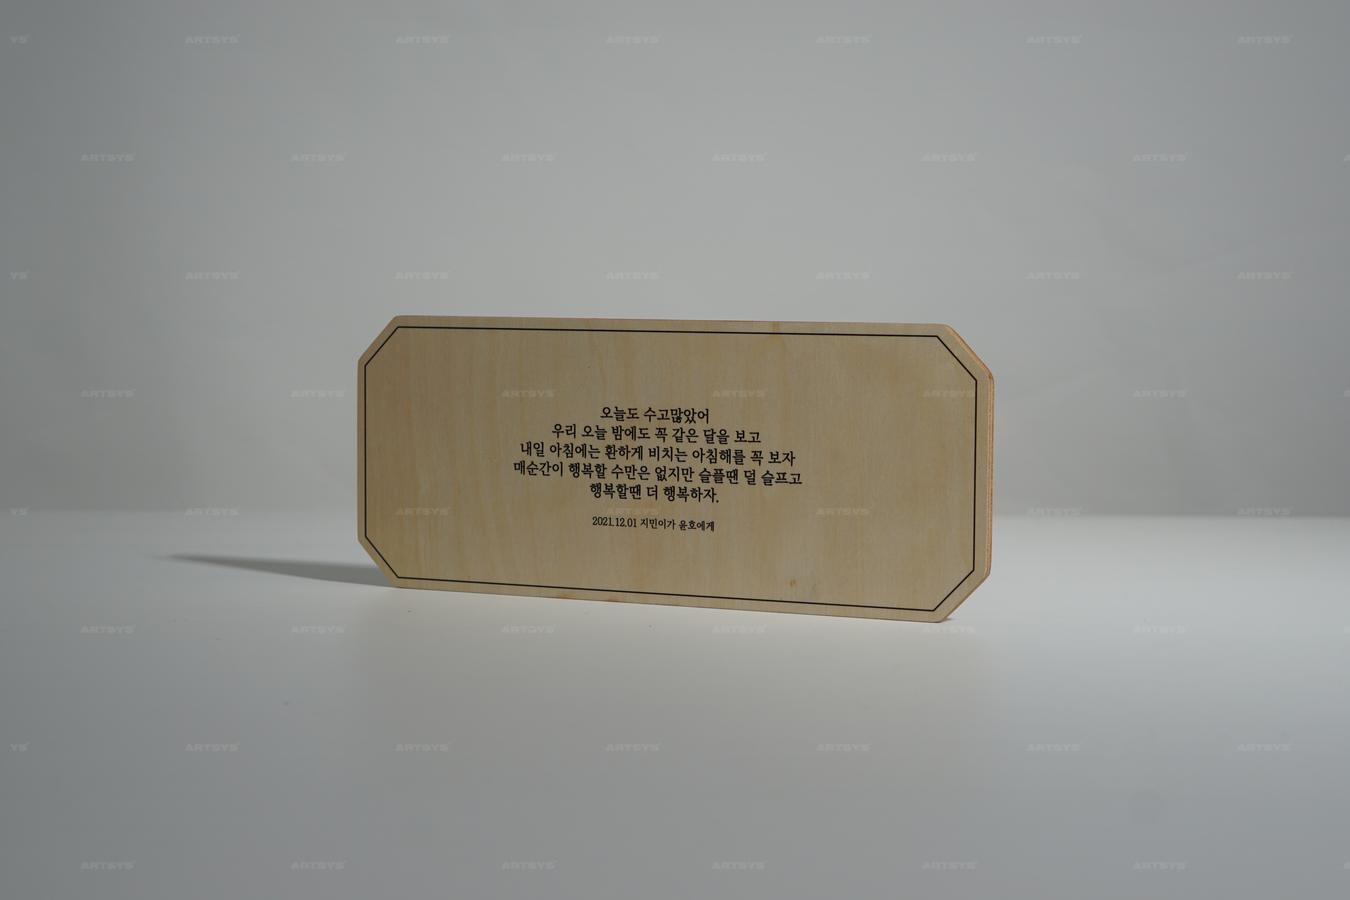 오늘도 수고많았어
우리 오늘 밤에도 꼭 같은 달을 보고
내일 아침에는 환하게 비치는 아침해를 꼭 보자
매순간이 행복할 수만은 없지만 슬플땐 덜 슬프고
행복할땐 더 행복하자.
2021.12.01 지민이가 윤호에게
ARTSYS